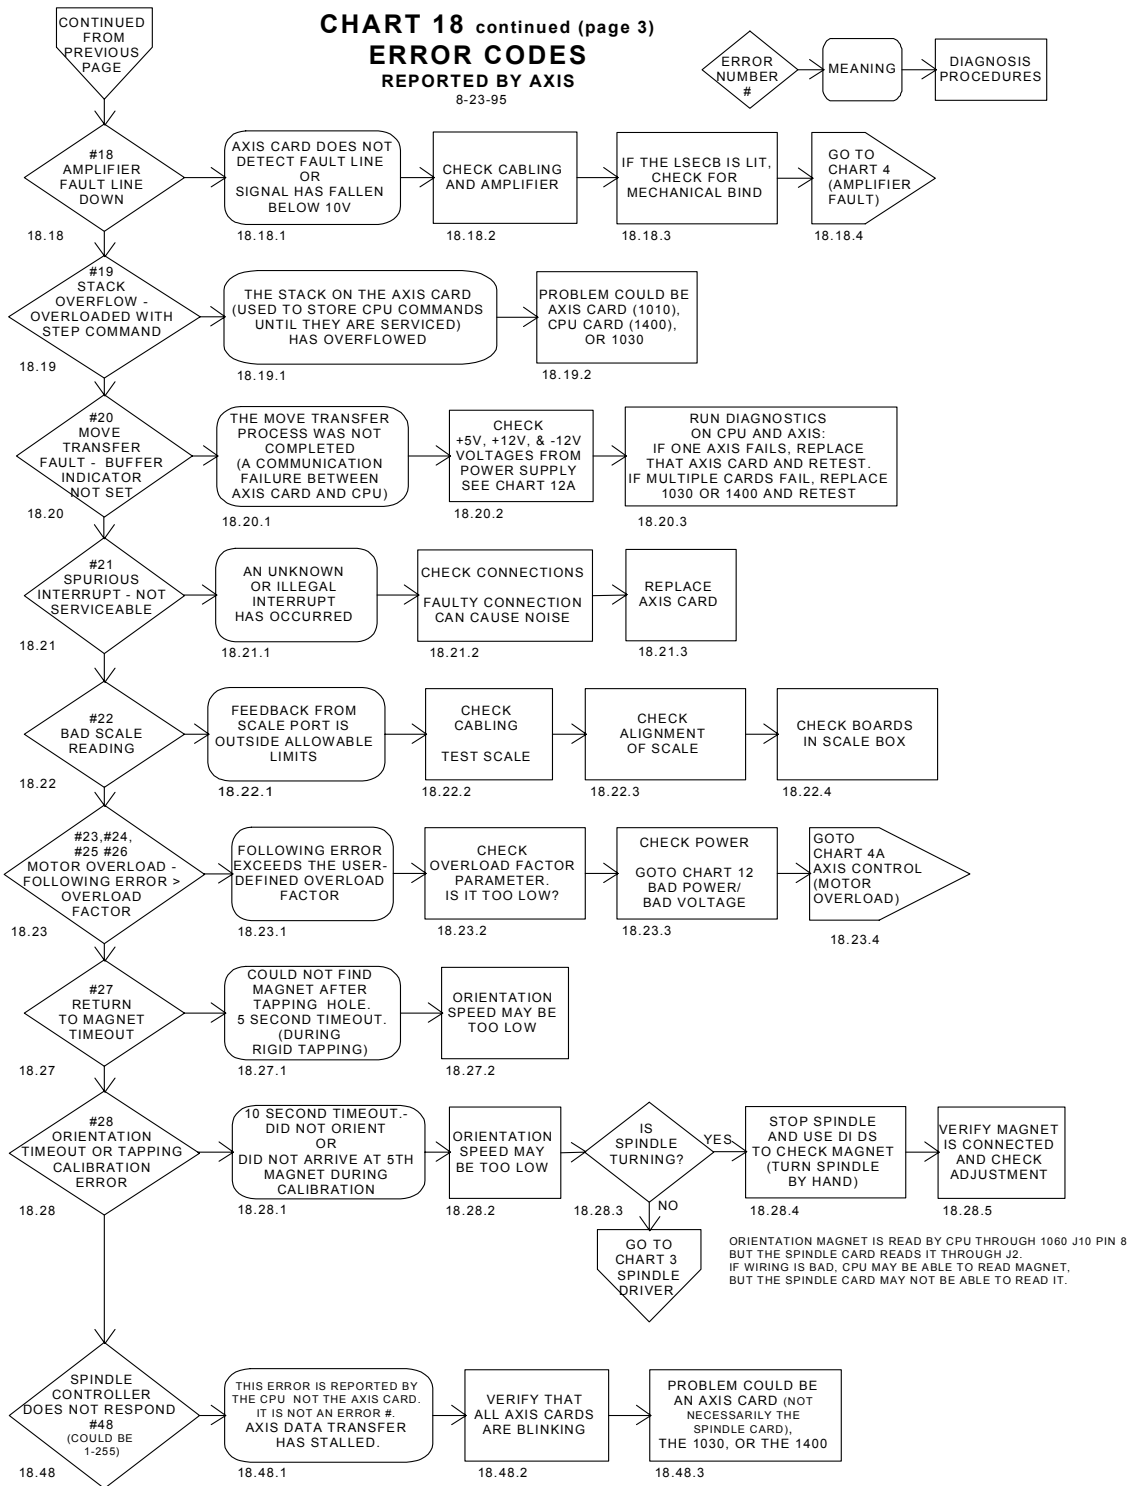 CONTINUED
FROM
PREVIOUS
PAGE
CHART 18 continued (page 3)
ERROR CODES
REPORTED BY AXIS
8-23-95
ERROR
NUMBER
#
MEANING
DIAGNOSIS
PROCEDURES
#18
AMPLIFIER
FAULT LINE
DOWN
18.18
AXIS CARD DOES NOT
DETECT FAULT LINE
OR
SIGNAL HAS FALLEN
BELOW 10V
18.18.1
CHECK CABLING
AND AMPLIFIER
18.18.2
IF THE LSECB IS LIT,
CHECK FOR
MECHANICAL BIND
18.18.3
GO TO
CHART 4
(AMPLIFIER
FAULT)
18.18.4
#19
STACK
OVERFLOW -
OVERLOADED WITH
STEP COMMAND
18.19
THE STACK ON THE AXIS CARD
(USED TO STORE CPU COMMANDS
UNTIL THEY ARE SERVICED)
HAS OVERFLOWED
18.19.1
PROBLEM COULD BE
AXIS CARD (1010),
CPU CARD (1400),
OR 1030
18.19.2
#20
MOVE
TRANSFER
FAULT - BUFFER
INDICATOR
NOT SET
18.20
THE MOVE TRANSFER
PROCESS WAS NOT
COMPLETED
(A COMMUNICATION
FAILURE BETWEEN
AXIS CARD AND CPU)
18.20.1
CHECK
+5V, +12V, & -12V
VOLTAGES FROM
POWER SUPPLY
SEE CHART 12A
18.20.2
RUN DIAGNOSTICS
ON CPU AND AXIS:
IF ONE AXIS FAILS, REPLACE
THAT AXIS CARD AND RETEST.
IF MULTIPLE CARDS FAIL, REPLACE
1030 OR 1400 AND RETEST
18.20.3
#21
SPURIOUS
INTERRUPT - NOT
SERVICEABLE
18.21
AN UNKNOWN
OR ILLEGAL
INTERRUPT
HAS OCCURRED
18.21.1
CHECK CONNECTIONS
FAULTY CONNECTION
CAN CAUSE NOISE
18.21.2
REPLACE
AXIS CARD
18.21.3
#22
BAD SCALE
READING
18.22
FEEDBACK FROM
SCALE PORT IS
OUTSIDE ALLOWABLE
LIMITS
18.22.1
CHECK
CABLING
TEST SCALE
18.22.2
CHECK
ALIGNMENT
OF SCALE
18.22.3
CHECK BOARDS
IN SCALE BOX
18.22.4
#23,#24,
#25 #26
MOTOR OVERLOAD -
FOLLOWING ERROR >
OVERLOAD
FACTOR
18.23
FOLLOWING ERROR
EXCEEDS THE USER-
DEFINED OVERLOAD
FACTOR
18.23.1
CHECK
OVERLOAD FACTOR
PARAMETER.
IS IT TOO LOW?
18.23.2
CHECK POWER
GOTO CHART 12
BAD POWER/
BAD VOLTAGE
18.23.3
GOTO
CHART 4A
AXIS CONTROL
(MOTOR
OVERLOAD)
18.23.4
#27
RETURN
TO MAGNET
TIMEOUT
18.27
COULD NOT FIND
MAGNET AFTER
TAPPING HOLE.
5 SECOND TIMEOUT.
(DURING
RIGID TAPPING)
18.27.1
ORIENTATION
SPEED MAY BE
TOO LOW
18.27.2
#28
ORIENTATION
TIMEOUT OR TAPPING
CALIBRATION
ERROR
18.28
10 SECOND TIMEOUT.-
DID NOT ORIENT
OR
DID NOT ARRIVE AT 5TH
MAGNET DURING
CALIBRATION
18.28.1
ORIENTATION
SPEED MAY
BE TOO LOW
18.28.2
IS
SPINDLE
TURNING?
18.28.3
YES
NO
GO TO
CHART 3
SPINDLE
DRIVER
STOP SPINDLE
AND USE DI DS
TO CHECK MAGNET
(TURN SPINDLE
BY HAND)
18.28.4
VERIFY MAGNET
IS CONNECTED
AND CHECK
ADJUSTMENT
18.28.5
ORIENTATION MAGNET IS READ BY CPU THROUGH 1060 J10 PIN 8
BUT THE SPINDLE CARD READS IT THROUGH J2.
IF WIRING IS BAD, CPU MAY BE ABLE TO READ MAGNET,
BUT THE SPINDLE CARD MAY NOT BE ABLE TO READ IT.
SPINDLE
CONTROLLER
DOES NOT RESPOND
#48
(COULD BE
1-255)
18.48
THIS ERROR IS REPORTED BY
THE CPU NOT THE AXIS CARD.
IT IS NOT AN ERROR #.
AXIS DATA TRANSFER
HAS STALLED.
18.48.1
VERIFY THAT
ALL AXIS CARDS
ARE BLINKING
18.48.2
PROBLEM COULD BE
AN AXIS CARD (NOT
NECESSARILY THE
SPINDLE CARD),
THE 1030, OR THE 1400
18.48.3